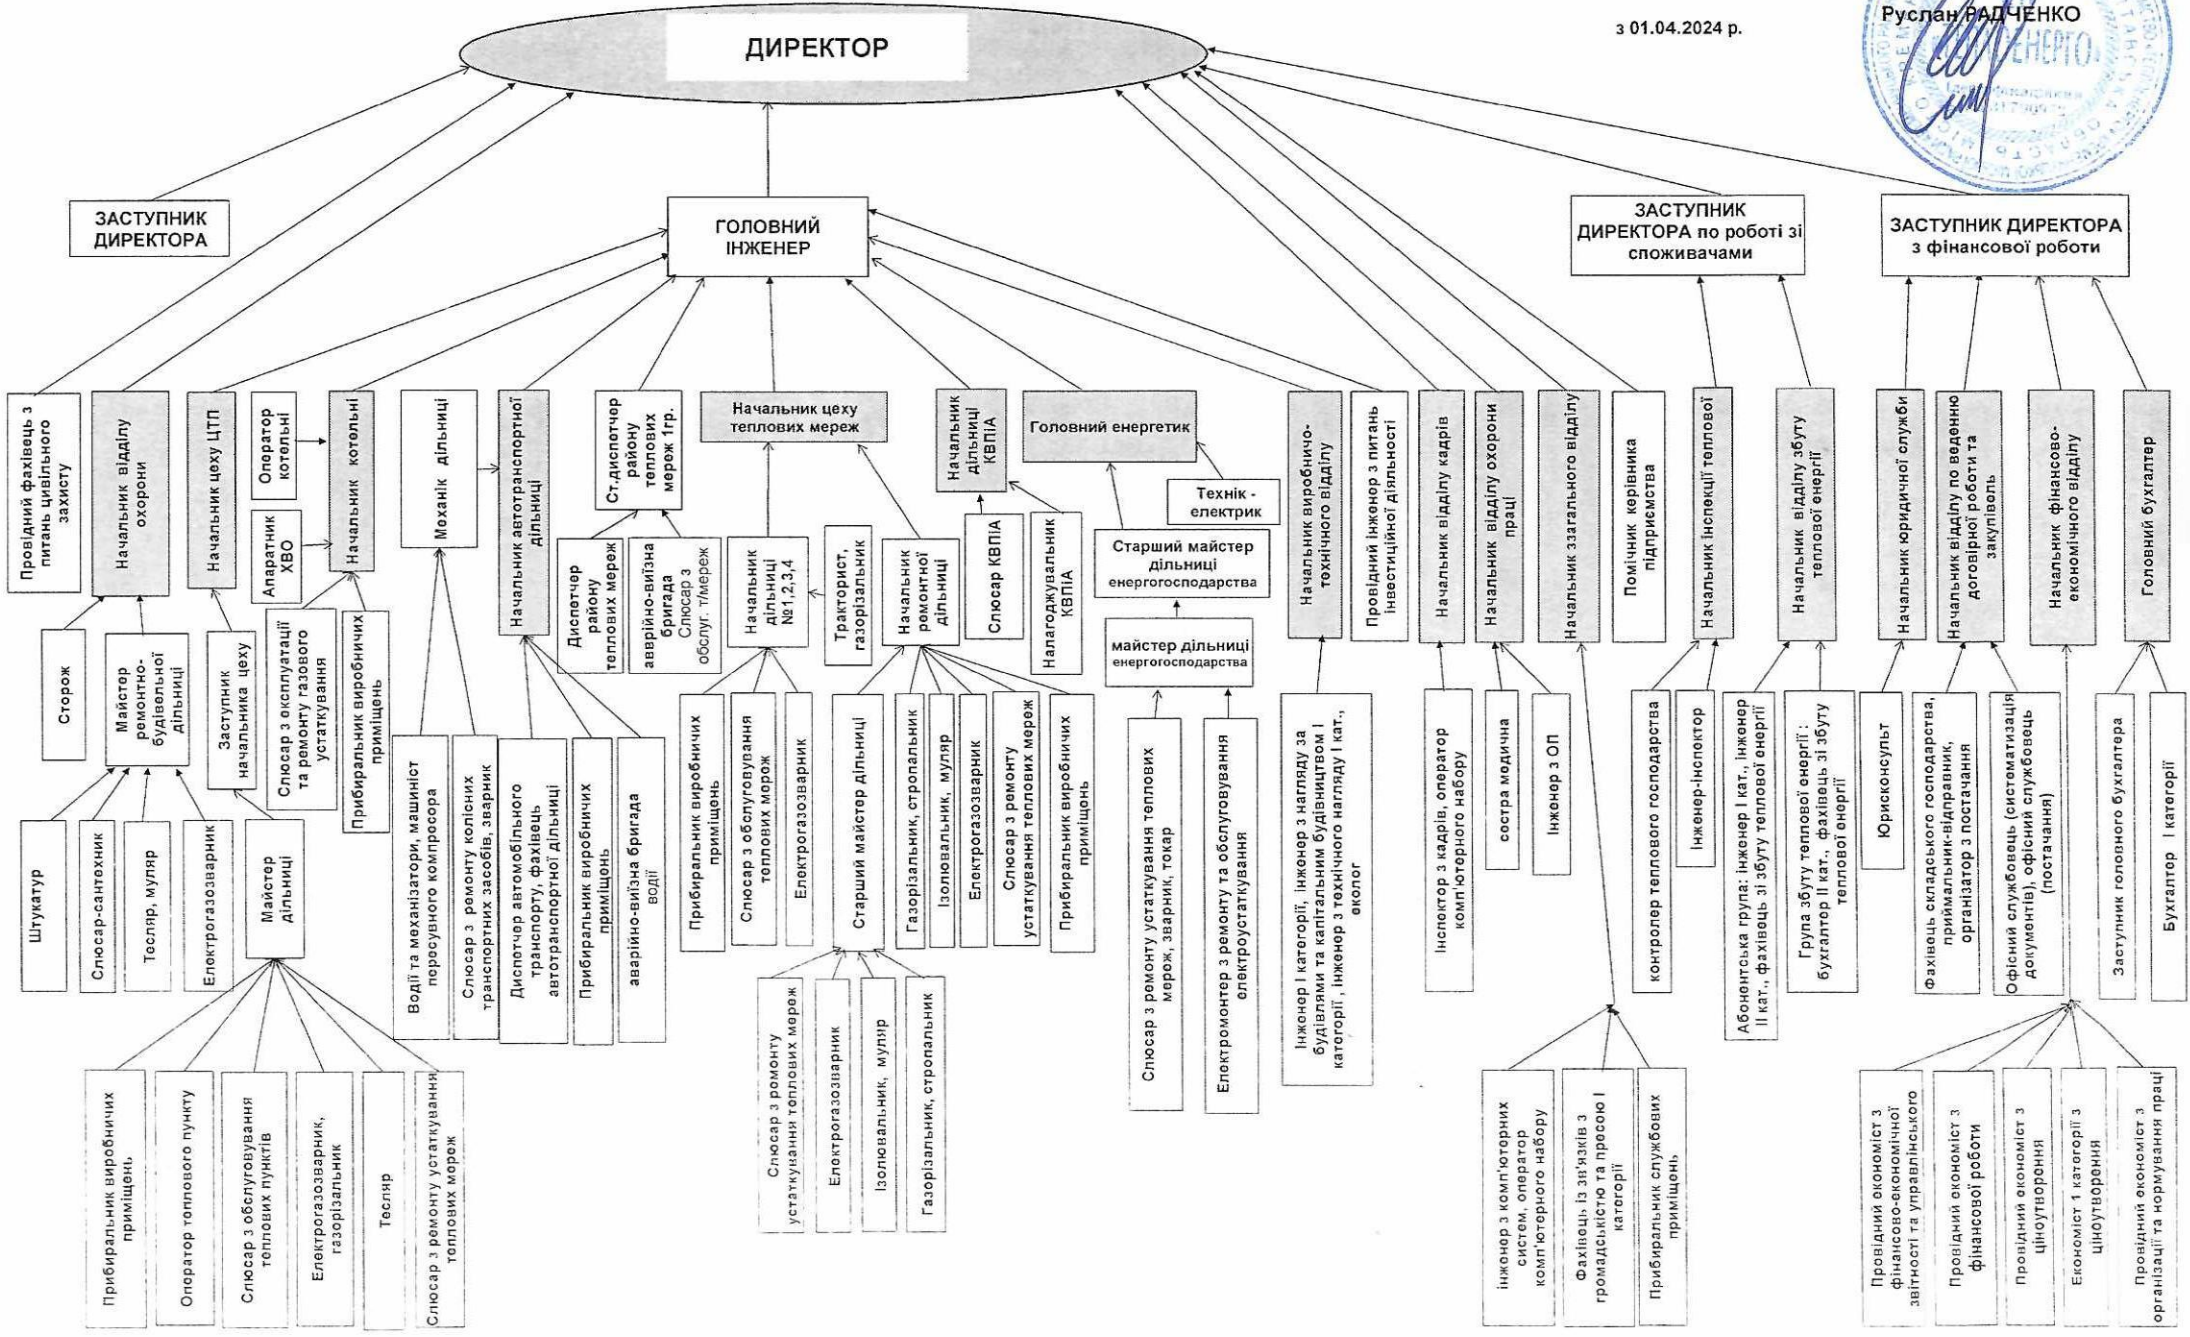 з 01.04.2024 р.
Руслан РАДЧЕНКО
ДИРЕКТОР
ЗАСТУПНИК
ДИРЕКТОРА
ГОЛОВНИЙ
ІНЖЕНЕР
ЗАСТУПНИК
ДИРЕКТОРА по роботі зі
споживачами
ЗАСТУПНИК ДИРЕКТОРА
з фінансової роботи
Провідний фахівець з
питань цивільного
захисту
Начальник відділу
охорони
Начальник цеху ЦТП
Оператор
котельні
Апаратник
ХВО
Начальник котельні
Механік дільниці
Начальник автотранспортної
дільниці
Ст.диспетчер
району
теплових
мереж 1гр.
Начальник цеху
теплових мереж
Начальник
дільниці
КВПіА
Головний енергетик
Начальник виробничо-
технічного відділу
Провідний інженер з питань
інвестиційної діяльності
Начальник відділу кадрів
Начальник відділу охорони
праці
Начальник ззагального відділу
Помічник керівника
підприємства
Начальник інспекції теплової
Начальник відділу збуту
теплової енергії
Начальник юридичної служби
Начальник відділу по веденню
договірної роботи та
закупівель
Начальник фінансово-
економічного відділу
Головний бухгалтер
Технік -
електрик
Старший майстер
дільниці
енергогосподарства
майстер дільниці
енергогосподарства
Диспетчер
району
теплових мереж
аварійно-виїзна
бригада
Слюсар з
обслуг. т/мереж
Начальник
дільниці
№1,2,3,4
Тракторист,
газорізальник
Начальник
ремонтної
дільниці
Слюсар КВПіА
Налагоджувальник
КВПіА
Сторож
Майстер
ремонтно-
будівельної
дільниці
Заступник
начальника цеху
Слюсар з експлуатації
та ремонту газового
устаткування
Прибиральник виробничих
приміщень
Штукатур
Слюсар-сантехник
Тесляр, муляр
Електрогазозварник
Майстер
дільниці
Водії та механізатори, машиніст
пересувного компресора
Слюсар з ремонту колісних
транспортних засобів, зварник
Диспетчер автомобільного
транспорту, фахівець
автотранспортної дільниці
Прибиральник виробничих
приміщень
аварійно-виїзна бригада
водії
Прибиральник виробничих
приміщень
Слюсар з обслуговування
теплових мереж
Електрогазозварник
Старший майстер дільниці
Газорізальник, стропальник
Ізолювальник, муляр
Електрогазозварник
Слюсар з ремонту
устаткування теплових мереж
Прибиральник виробничих
приміщень
Слюсар з ремонту устаткування теплових
мереж, зварник, токар
Електромонтер з ремонту та обслуговування
електроустаткування
Інженер І категорії, інженер з нагляду за
будівлями та капітальним будівництвом І
категорії , інженер з технічного нагляду І кат.,
еколог
Інспектор з кадрів, оператор
комп'ютерного набору
сестра медична
Інженер з ОП
контролер теплового господарства
Інженер-інспектор
Абонентська група: інженер І кат., інженер
ІІ кат., фахівець зі збуту теплової енергії
Група збуту теплової енергії :
бухгалтер ІІ кат., фахівець зі збуту
теплової енергії
Юрисконсульт
Фахівець складського господарства,
приймальник-відправник,
організатор з постачання
Офісний службовець (систематизація
документів), офісний службовець
(постачання)
Заступник головного бухгалтера
Бухгалтер І категорії
Прибиральник виробничих
приміщень
Оператор теплового пункту
Слюсар з обслуговування
теплових пунктів
Електрогазозварник,
газорізальник
Тесляр
Слюсар з ремонту устаткування
теплових мереж
Слюсар з ремонту
устаткування теплових мереж
Електрогазозварник
Ізолювальник, муляр
Газорізальник, стропальник
інженер з комп'ютерних
систем, оператор
комп'ютерного набору
Фахівець із зв'язків з
громадськістю та пресою І
категорії
Прибиральник службових
приміщень
Провідний економіст з
фінансово-економічної
звітності та управлінського
Провідний економіст з
фінансової роботи
Провідний економіст з
ціноутворення
Економіст 1 категорії з
ціноутворення
Провідний економіст з
організації та нормування праці